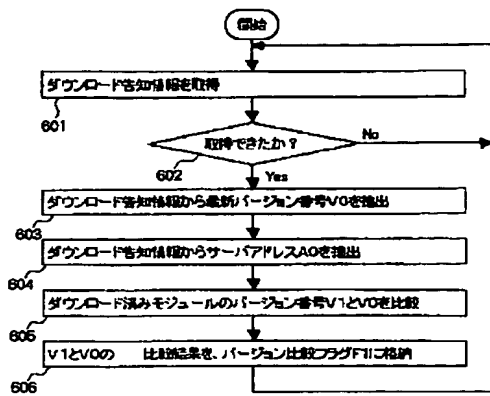 開始
ダウンロード告知情報を取得
601
取得できたか？
No
602
Yes
ダウンロード告知情報から最新バージョン番号V0を抽出
603
ダウンロード告知情報からサーバアドレスA0を抽出
604
ダウンロード済みモジュールのバージョン番号V1とV0を比較
605
V1とV0の 比較結果を、バージョン比較フラグF1に格納
606